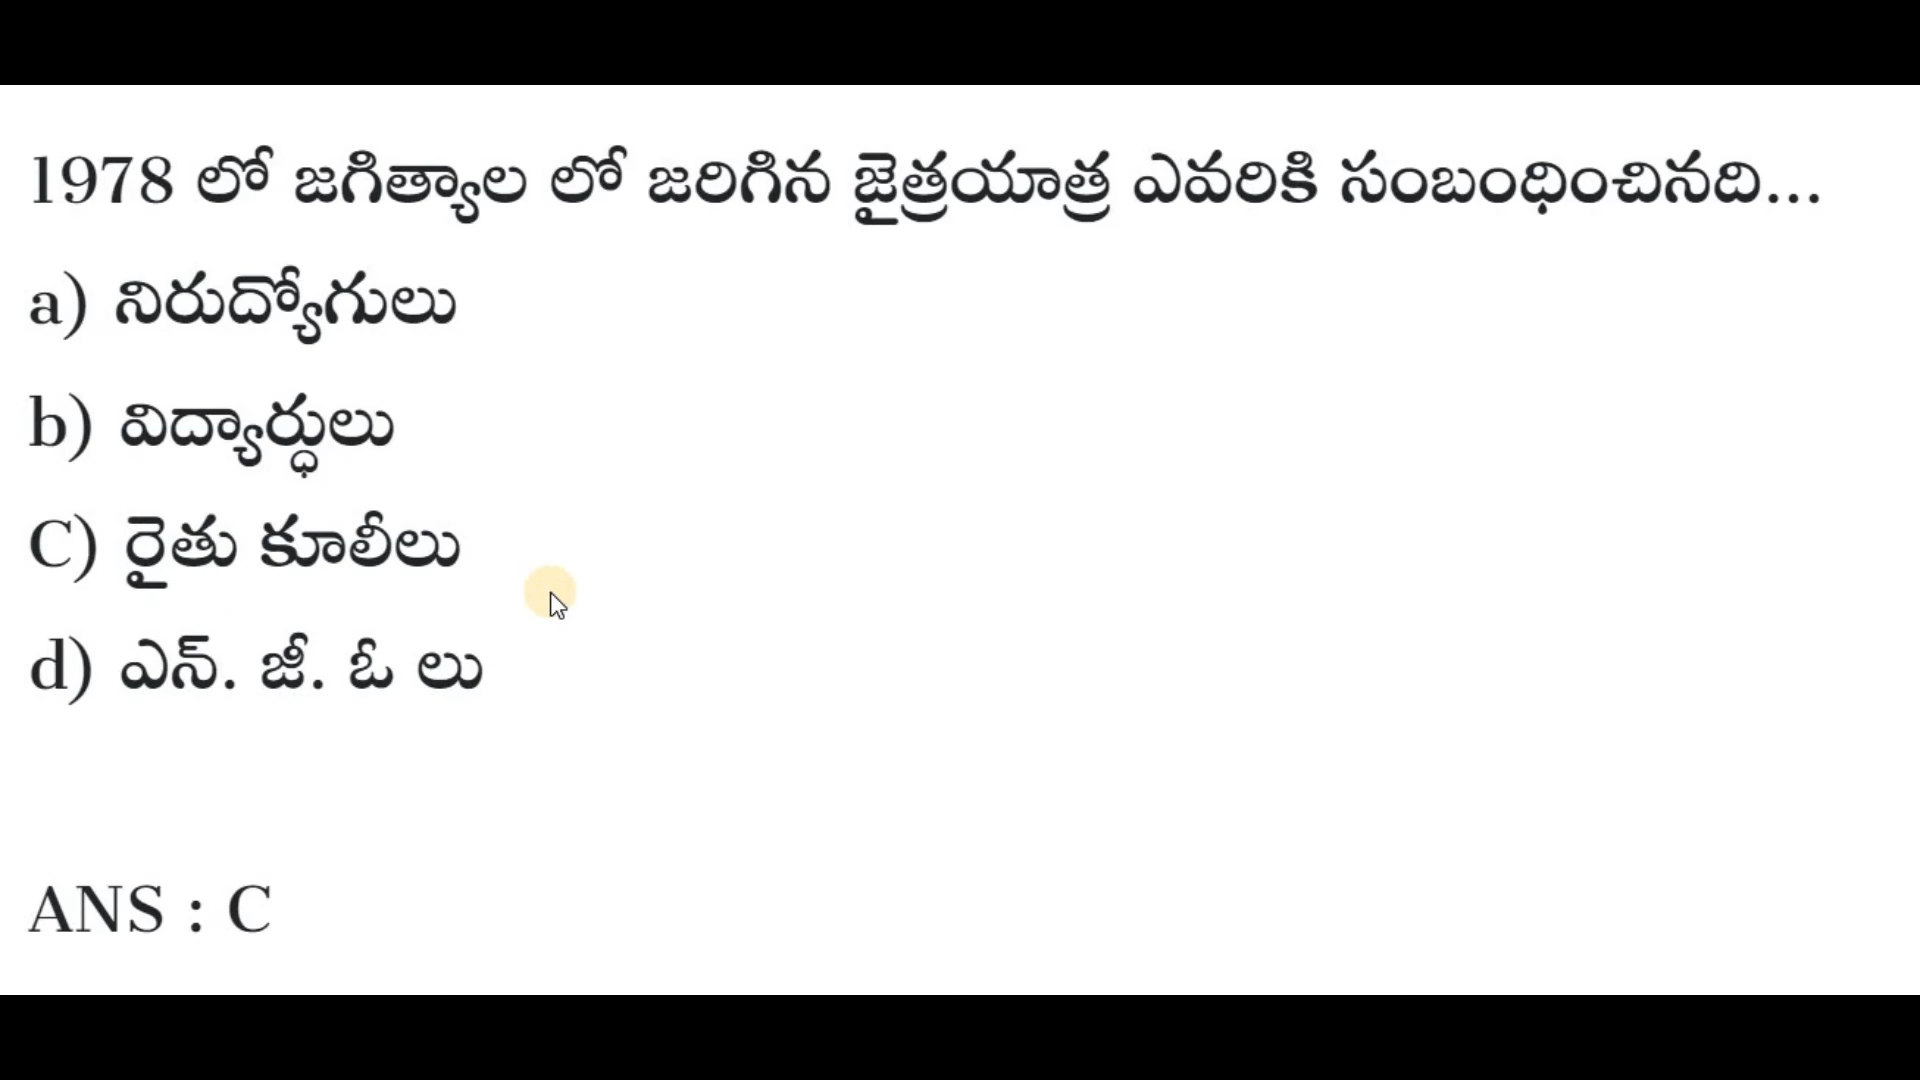 1978 లో జగిత్యాల లో జరిగిన జైత్రయాత్ర ఎవరికి సంబంధించినది...
a) నిరుద్యోగులు
b) విద్యార్ధులు
C) రైతు కూలీలు
d) ఎన్. జీ. ఓ లు
ANS : C